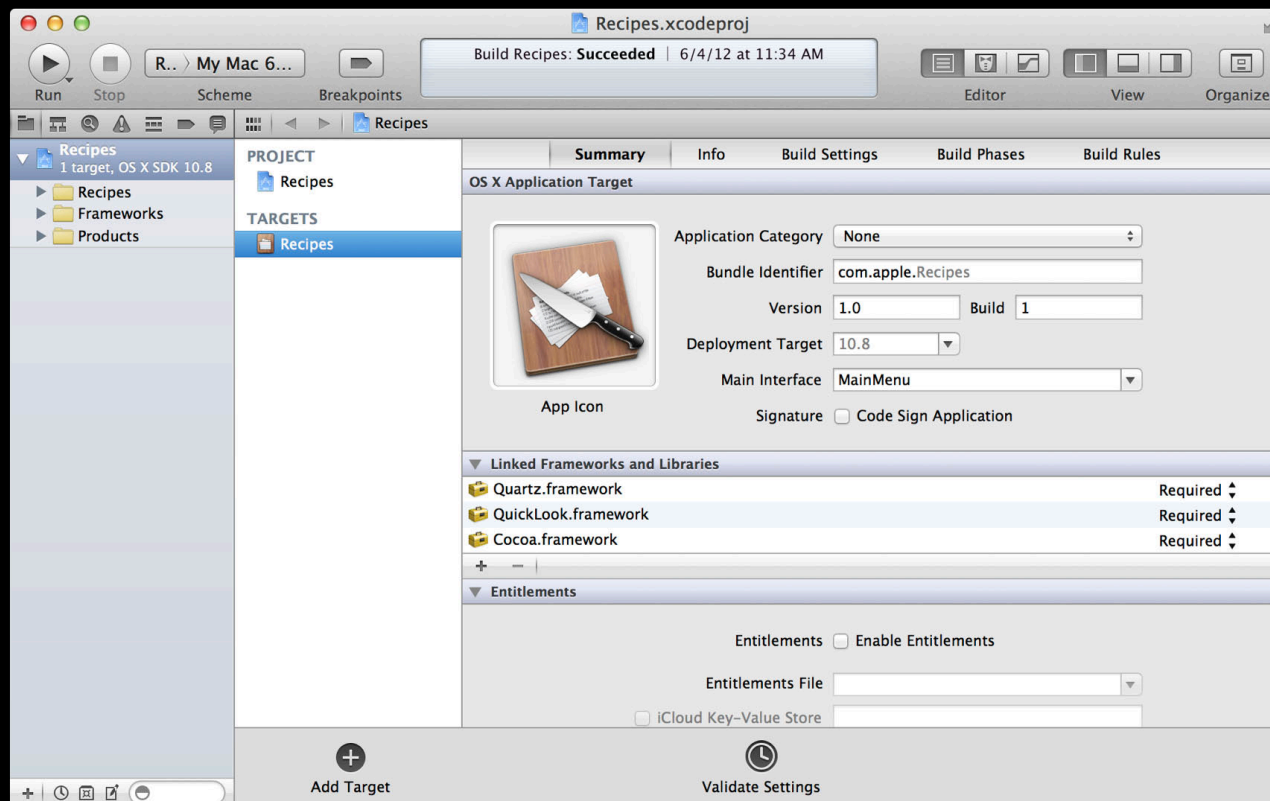 Recipes.xcodeproj
R.. › My Mac 6...
Build Recipes: Succeeded | 6/4/12 at 11:34 AM
Run Stop Scheme Breakpoints Editor View Organize
Recipes
Recipes
1 target, OS X SDK 10.8
Recipes
Frameworks
Products
PROJECT
Recipes
TARGETS
Recipes
Summary Info Build Settings Build Phases Build Rules
OS X Application Target
App Icon
Application Category None
Bundle Identifier com.apple.Recipes
Version 1.0 Build 1
Deployment Target 10.8
Main Interface MainMenu
Signature Code Sign Application
Linked Frameworks and Libraries
Quartz.framework Required
QuickLook.framework Required
Cocoa.framework Required
Entitlements
Entitlements Enable Entitlements
Entitlements File
iCloud Key-Value Store
Add Target Validate Settings